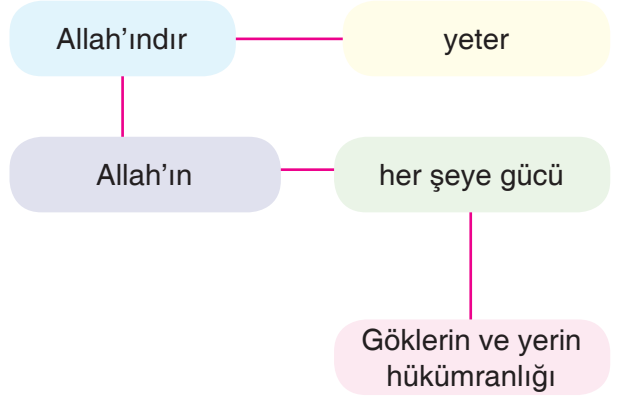 Allah’ındır
yeter
Allah’ın
her şeye gücü
Göklerin ve yerin
hükümranlığı